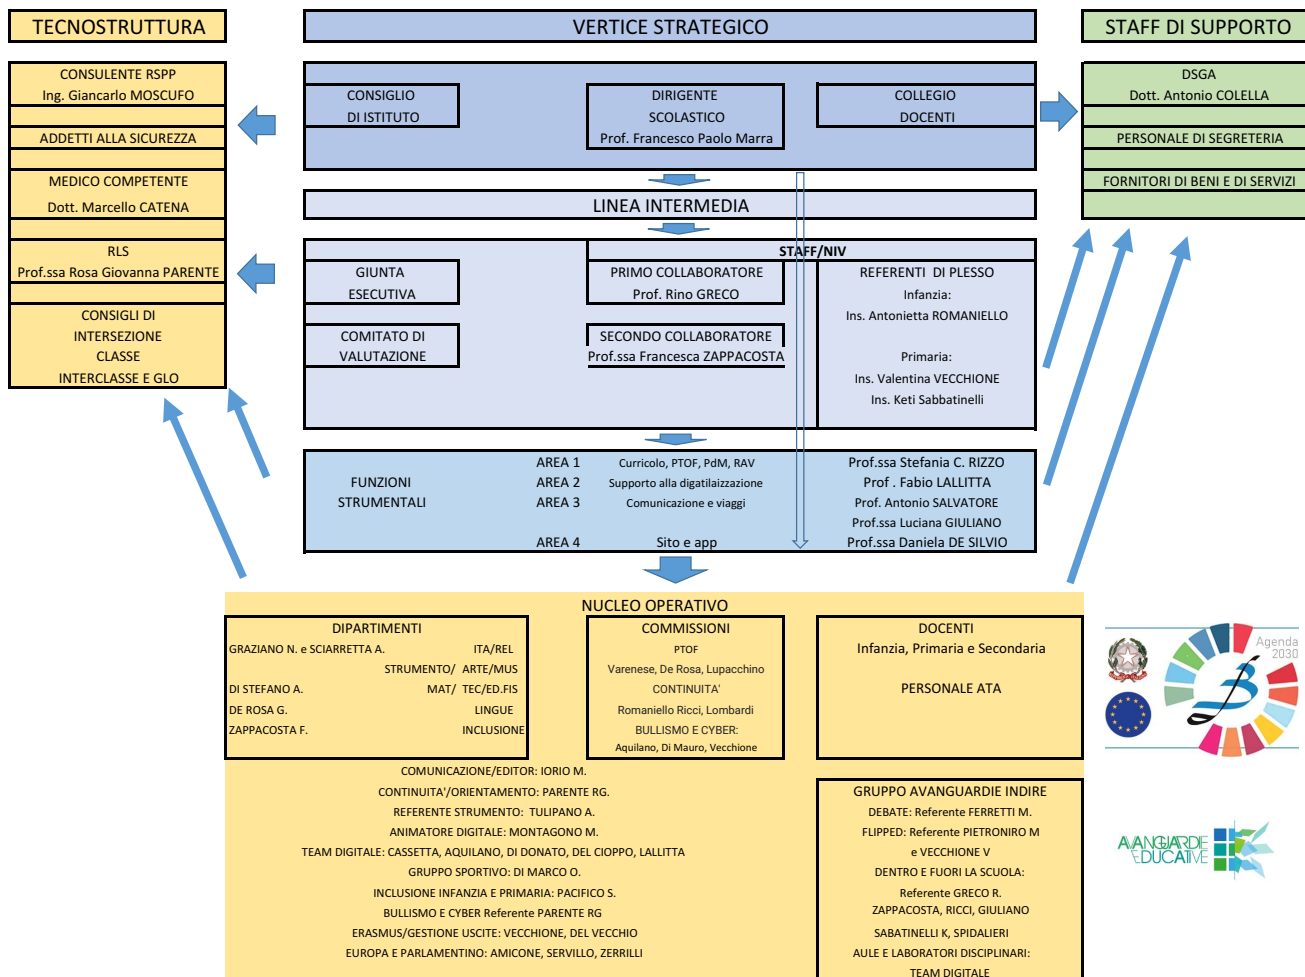 TECNOSTRUTTURA
VERTICE STRATEGICO
STAFF DI SUPPORTO
CONSULENTE RSPP
Ing. Giancarlo MOSCUFO
ADDETTI ALLA SICUREZZA
MEDICO COMPETENTE
Dott. Marcello CATENA
RLS
Prof.ssa Rosa Giovanna PARENTE
CONSIGLI DI
INTERSEZIONE
CLASSE
INTERCLASSE E GLO
CONSIGLIO
DI ISTITUTO
DIRIGENTE
SCOLASTICO
Prof. Francesco Paolo Marra
COLLEGIO
DOCENTI
DSGA
Dott. Antonio COLELLA
PERSONALE DI SEGRETERIA
FORNITORI DI BENI E DI SERVIZI
LINEA INTERMEDIA
STAFF/NIV
GIUNTA
ESECUTIVA
COMITATO DI
VALUTAZIONE
PRIMO COLLABORATORE
Prof. Rino GRECO
SECONDO COLLABORATORE
Prof.ssa Francesca ZAPPACOSTA
REFERENTI DI PLESSO
Infanzia:
Ins. Antonietta ROMANIELLO
Primaria:
Ins. Valentina VECCHIONE
Ins. Keti Sabbatinelli
FUNZIONI
STRUMENTALI
AREA 1 Curricolo, PTOF, PdM, RAV Prof.ssa Stefania C. RIZZO
AREA 2 Supporto alla digatilaizzazione Prof . Fabio LALLITTA
AREA 3 Comunicazione e viaggi Prof. Antonio SALVATORE
Prof.ssa Luciana GIULIANO
AREA 4 Sito e app Prof.ssa Daniela DE SILVIO
NUCLEO OPERATIVO
DIPARTIMENTI
GRAZIANO N. e SCIARRETTA A. ITA/REL
STRUMENTO/ ARTE/MUS
DI STEFANO A. MAT/ TEC/ED.FIS
DE ROSA G. LINGUE
ZAPPACOSTA F. INCLUSIONE
COMMISSIONI
PTOF
Varenese, De Rosa, Lupacchino
CONTINUITA'
Romaniello Ricci, Lombardi
BULLISMO E CYBER:
Aquilano, Di Mauro, Vecchione
DOCENTI
Infanzia, Primaria e Secondaria
PERSONALE ATA
COMUNICAZIONE/EDITOR: IORIO M.
CONTINUITA'/ORIENTAMENTO: PARENTE RG.
REFERENTE STRUMENTO: TULIPANO A.
ANIMATORE DIGITALE: MONTAGONO M.
TEAM DIGITALE: CASSETTA, AQUILANO, DI DONATO, DEL CIOPPO, LALLITTA
GRUPPO SPORTIVO: DI MARCO O.
INCLUSIONE INFANZIA E PRIMARIA: PACIFICO S.
BULLISMO E CYBER Referente PARENTE RG
ERASMUS/GESTIONE USCITE: VECCHIONE, DEL VECCHIO
EUROPA E PARLAMENTINO: AMICONE, SERVILLO, ZERRILLI
GRUPPO AVANGUARDIE INDIRE
DEBATE: Referente FERRETTI M.
FLIPPED: Referente PIETRONIRO M
e VECCHIONE V
DENTRO E FUORI LA SCUOLA:
Referente GRECO R.
ZAPPACOSTA, RICCI, GIULIANO
SABATINELLI K, SPIDALIERI
AULE E LABORATORI DISCIPLINARI:
TEAM DIGITALE
Agenda
2030
AVANGUARDIE
EDUCATIVE